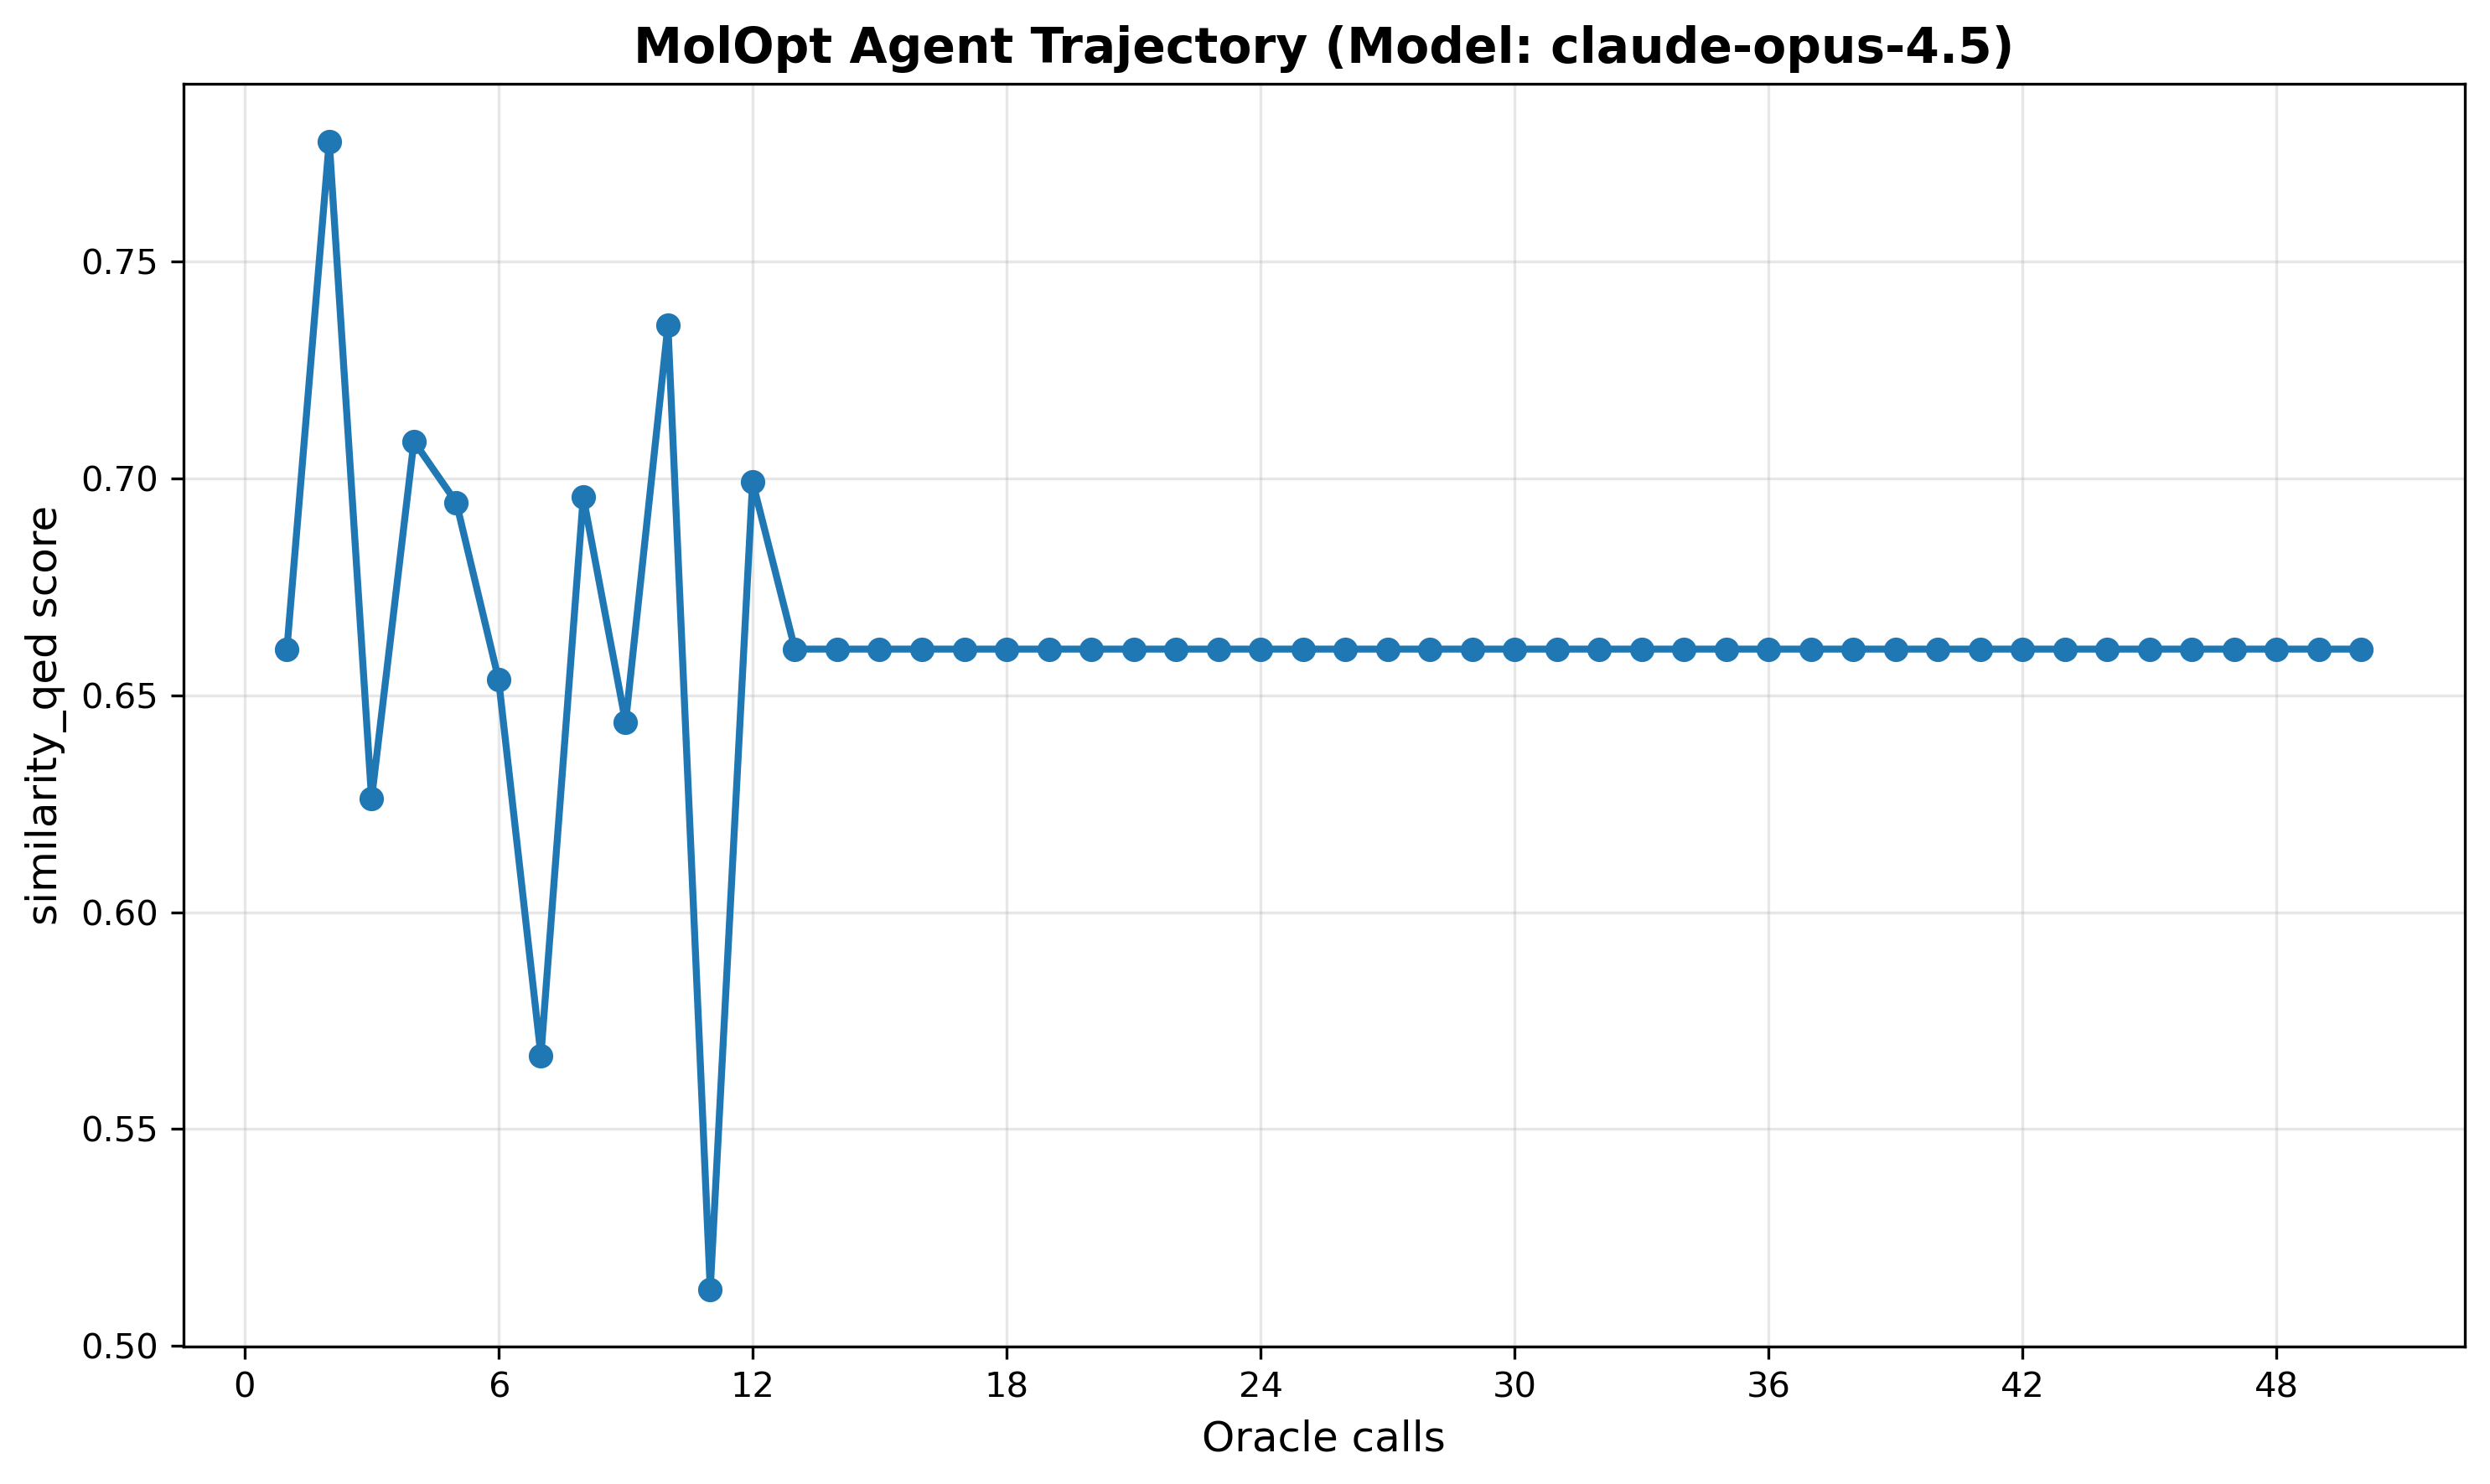 MolOpt Agent Trajectory (Model: claude-opus-4.5)
similarity_qed score
0.75
0.70
0.65
0.60
0.55
0.50
0 6 12 18 24 30 36 42 48
Oracle calls